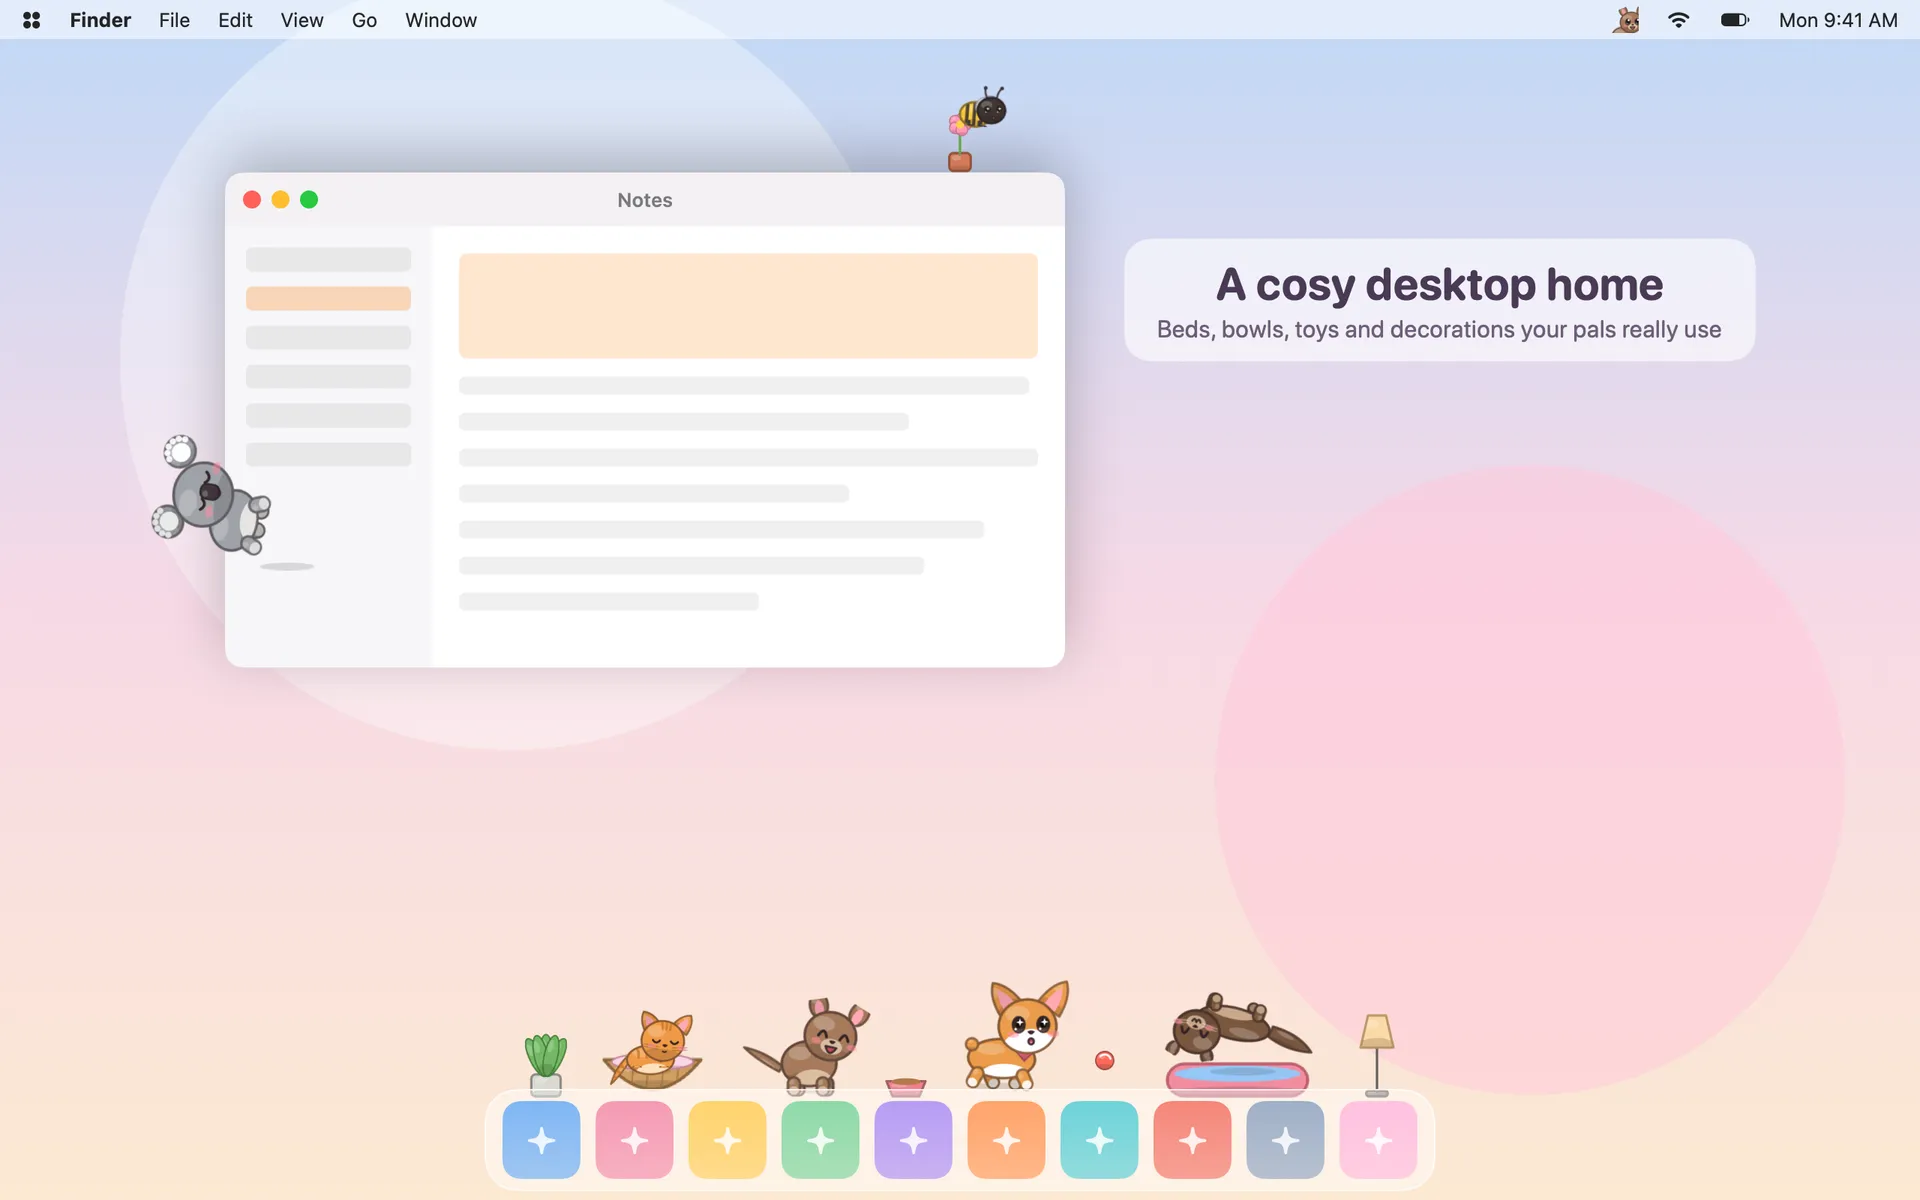 Finder File Edit View Go Window Mon 9:41 AM
Notes
A cosy desktop home
Beds, bowls, toys and decorations your pals really use